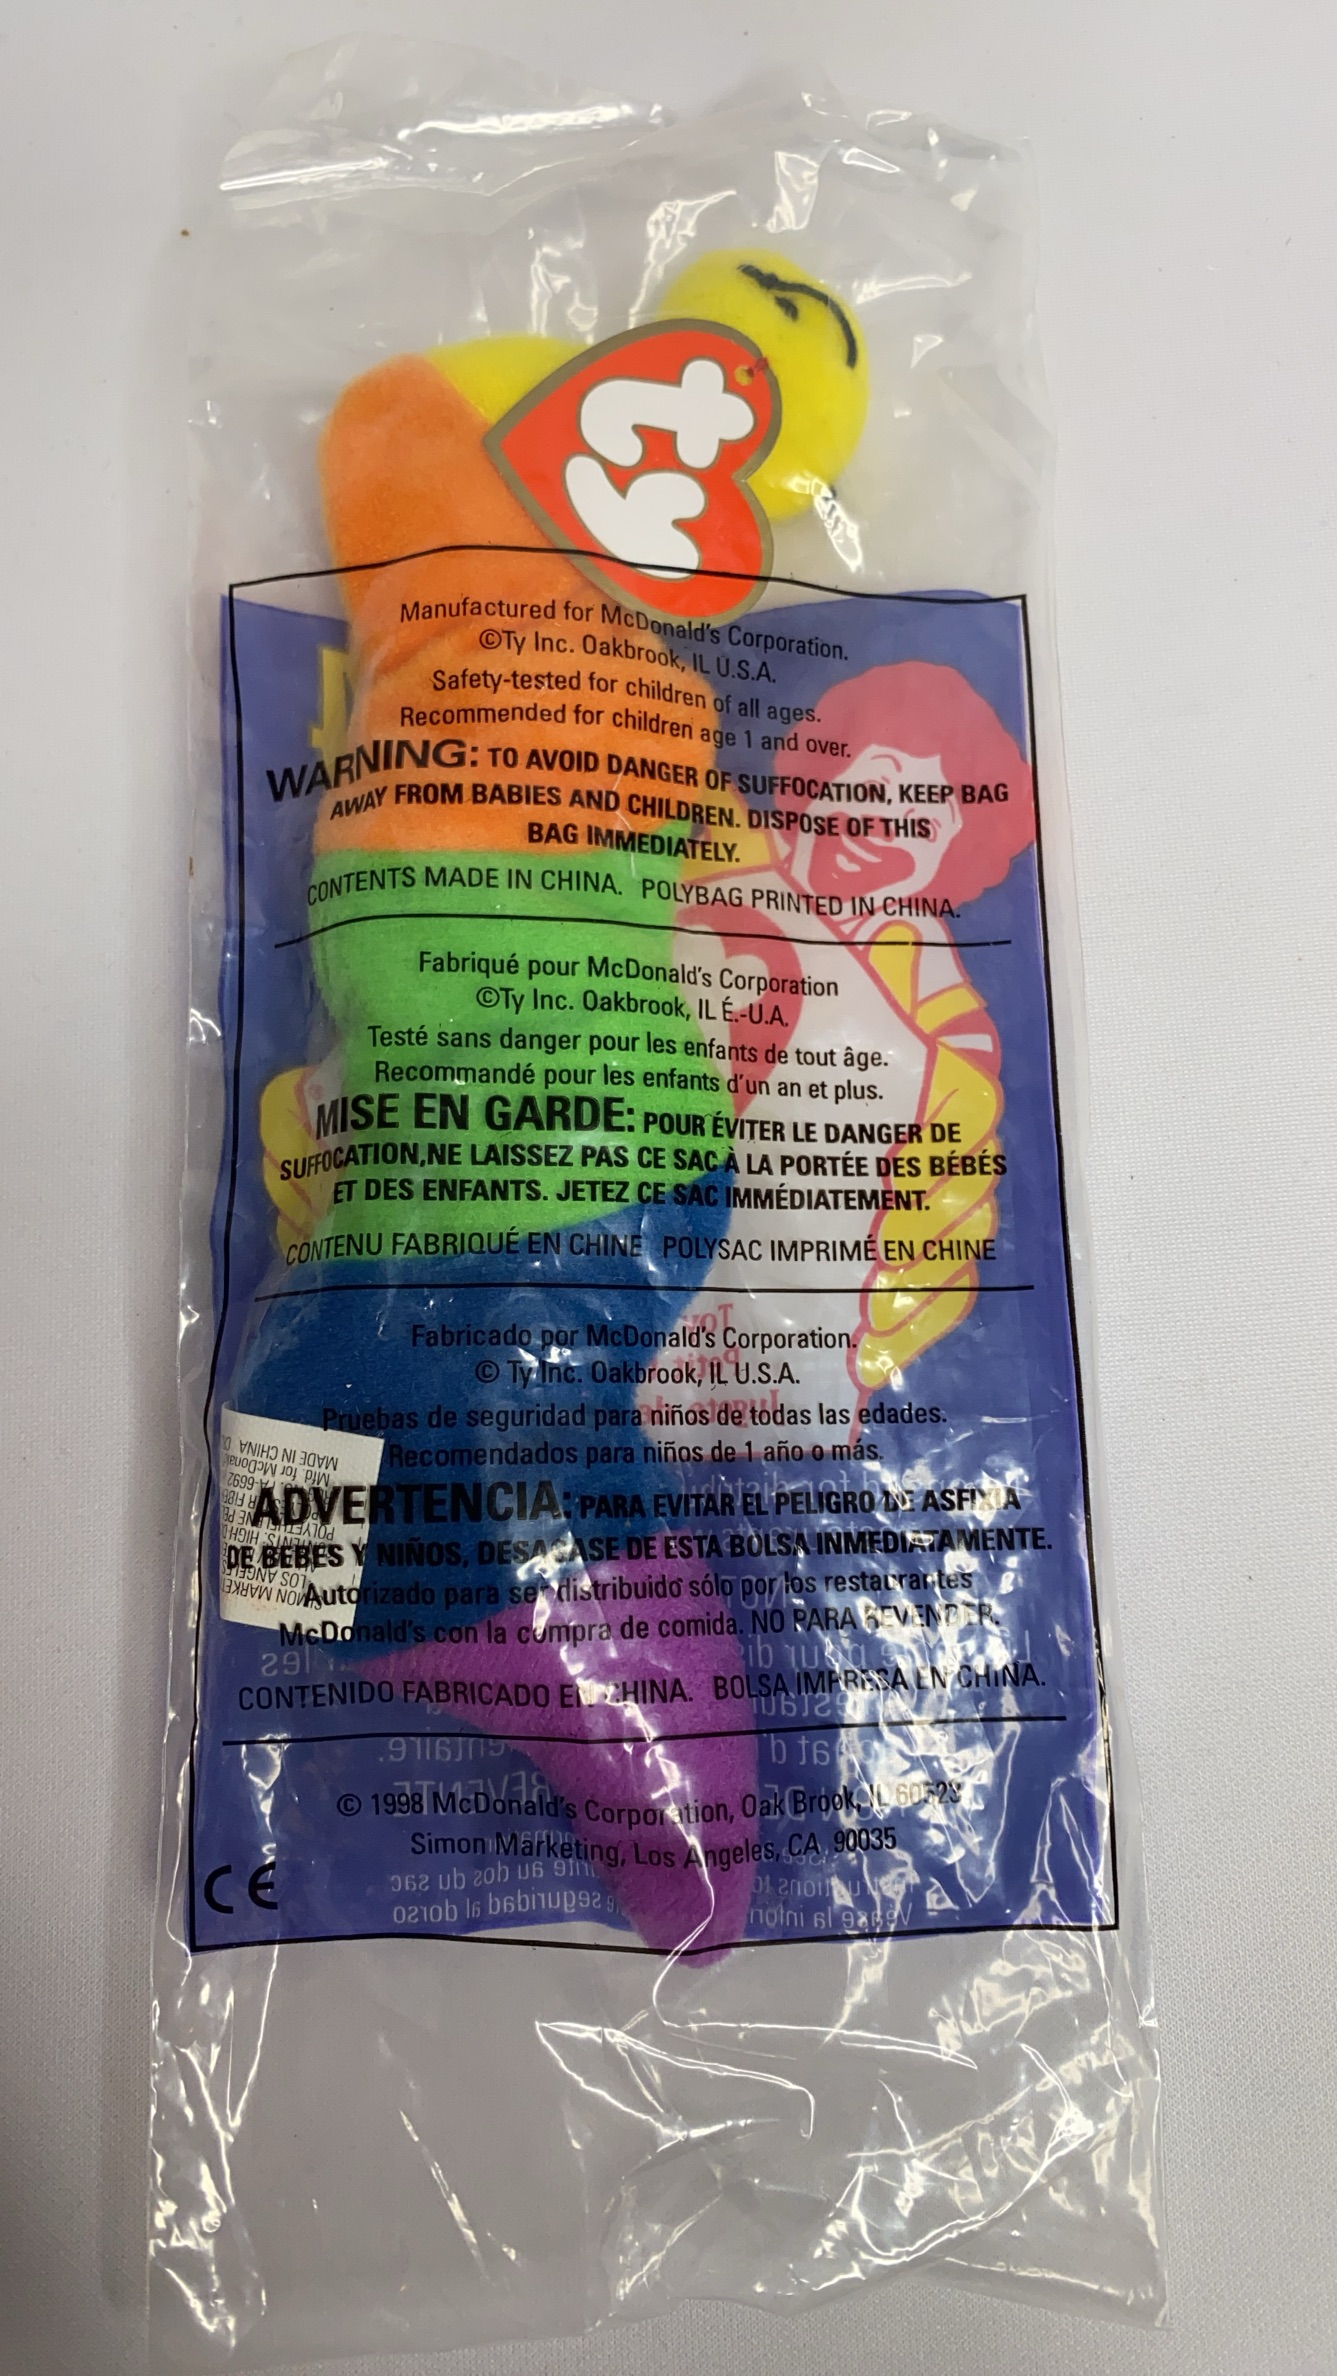 ty
Manufactured for McDonald's Corporation.
©Ty Inc. Oakbrook, IL U.S.A.
Safety-tested for children of all ages.
Recommended for children age 1 and over.
WARNING: TO AVOID DANGER OF SUFFOCATION, KEEP BAG
AWAY FROM BABIES AND CHILDREN. DISPOSE OF THIS
BAG IMMEDIATELY.
CONTENTS MADE IN CHINA. POLYBAG PRINTED IN CHINA.
Fabriqué pour McDonald's Corporation
©Ty Inc. Oakbrook, IL É.-U.A.
Testé sans danger pour les enfants de tout âge.
Recommandé pour les enfants d'un an et plus.
MISE EN GARDE: POUR ÉVITER LE DANGER DE
SUFFOCATION,NE LAISSEZ PAS CE SAC À LA PORTÉE DES BÉBÉS
ET DES ENFANTS. JETEZ CE SAC IMMÉDIATEMENT.
CONTENU FABRIQUÉ EN CHINE POLYSAC IMPRIMÉ EN CHINE
Fabricado por McDonald's Corporation.
© Ty Inc. Oakbrook, IL U.S.A.
Pruebas de seguridad para niños de todas las edades.
Recomendados para niños de 1 año o más.
ADVERTENCIA: PARA EVITAR EL PELIGRO DE ASFIXIA
DE BEBES Y NIÑOS, DESAGASE DE ESTA BOLSA INMEDIATAMENTE.
Autorizado para ser distribuido sólo por los restaurantes
McDonald's con la compra de comida. NO PARA REVENDER.
CONTENIDO FABRICADO EN CHINA. BOLSA IMPRESA EN CHINA.
© 1998 McDonald's Corporation, Oak Brook, IL 60523
Simon Marketing, Los Angeles, CA 90035
CE
MADE IN CHINA
Mfd. for McDonald